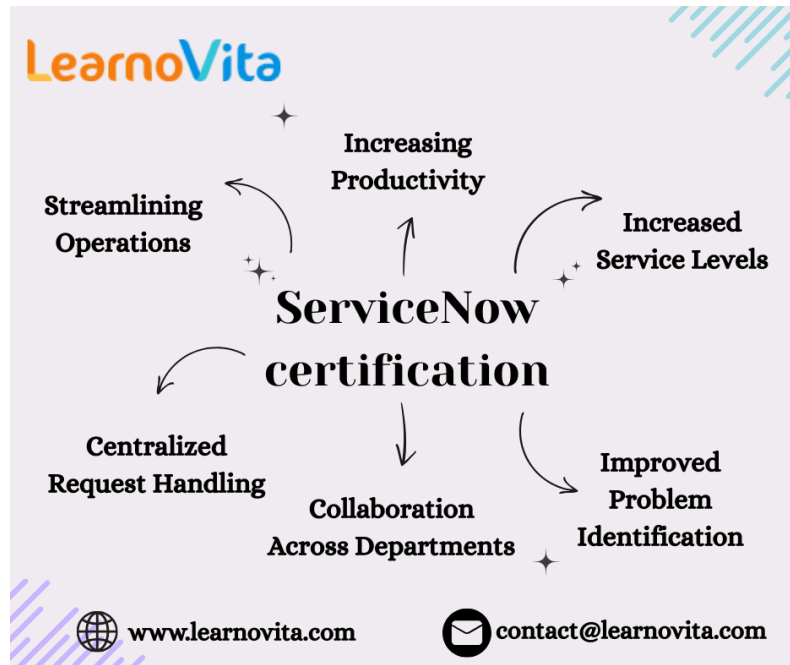 LearnoVita
Increasing
Productivity
Streamlining
Operations
Increased
Service Levels
ServiceNow
certification
Centralized
Request Handling
Collaboration
Across Departments
Improved
Problem
Identification
www.learnovita.com
contact@learnovita.com